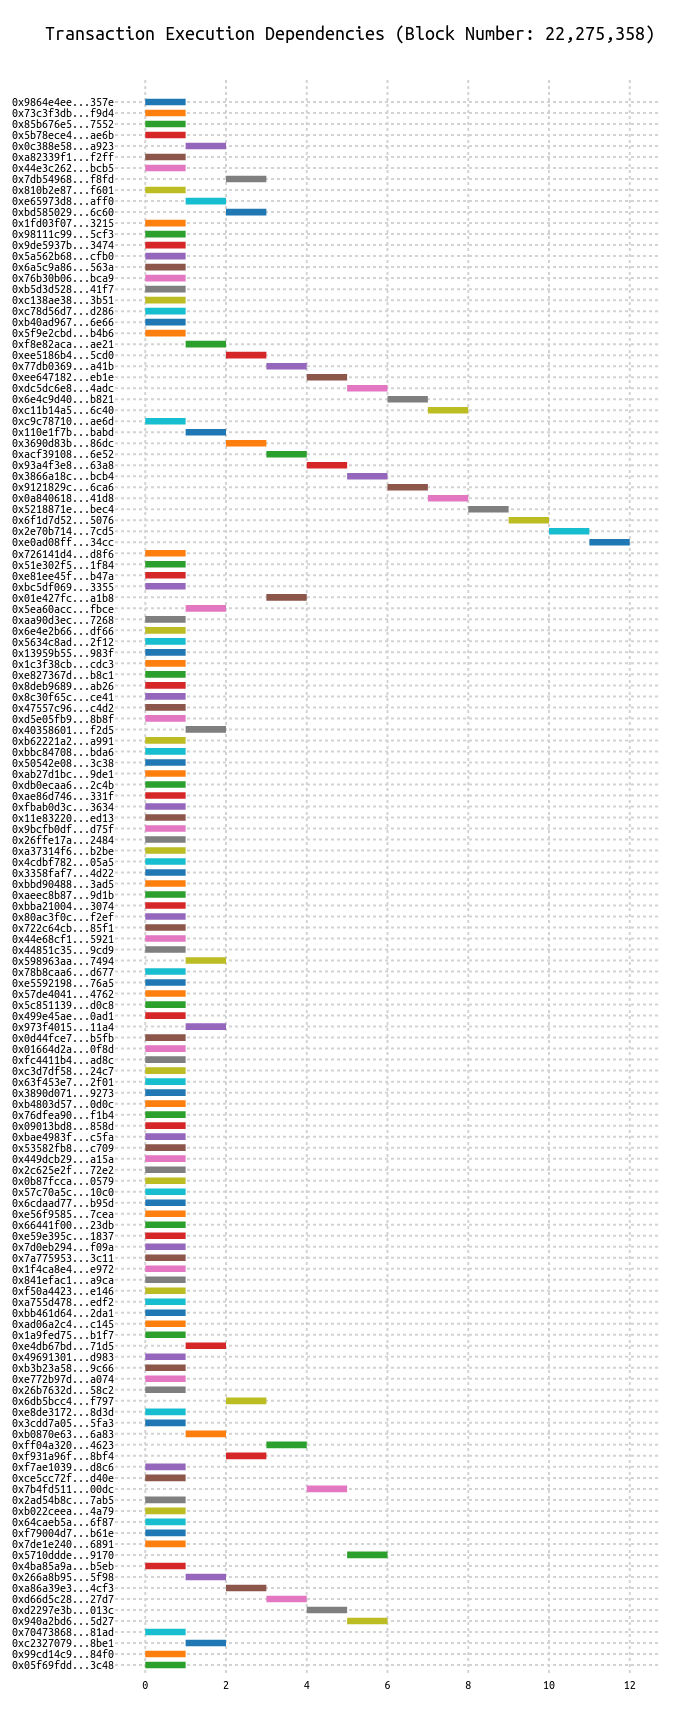 Transaction Execution Dependencies (Block Number: 22,275,358)
0x9864e4ee...357e
0x73c3f3db...f9d4
0x85b676e5...7552
0x5b78ece4...ae6b
0x0c388e58...a923
0xa82339f1...f2ff
0x44e3c262...bcb5
0x7db54968...f8fd
0x810b2e87...f601
0xe65973d8...aff0
0xbd585029...6c60
0x1fd03f07...3215
0x98111c99...5cf3
0x9de5937b...3474
0x5a562b68...cfb0
0x6a5c9a86...563a
0x76b30b06...bca9
0xb5d3d528...41f7
0xc138ae38...3b51
0xc78d56d7...d286
0xb40ad967...6e66
0x5f9e2cbd...b4b6
0xf8e82aca...ae21
0xee5186b4...5cd0
0x77db0369...a41b
0xee647182...eb1e
0xdc5dc6e8...4adc
0x6e4c9d40...b821
0xc11b14a5...6c40
0xc9c78710...ae6d
0x110e1f7b...babd
0x3690d83b...86dc
0xacf39108...6e52
0x93a4f3e8...63a8
0x3866a18c...bcb4
0x9121829c...6ca6
0x0a840618...41d8
0x5218871e...bec4
0x6f1d7d52...5076
0x2e70b714...7cd5
0xe0ad08ff...34cc
0x726141d4...d8f6
0x51e302f5...1f84
0xe81ee45f...b47a
0xbc5df069...3355
0x01e427fc...a1b8
0x5ea60acc...fbce
0xaa90d3ec...7268
0x6e4e2b66...df66
0x5634c8ad...2f12
0x13959b55...983f
0x1c3f38cb...cdc3
0xe827367d...b8c1
0x8deb9689...ab26
0x8c30f65c...ce41
0x47557c96...c4d2
0xd5e05fb9...8b8f
0x40358601...f2d5
0xb62221a2...a991
0xbbc84708...bda6
0x50542e08...3c38
0xab27d1bc...9de1
0xdb0ecaa6...2c4b
0xae86d746...331f
0xfbab0d3c...3634
0x11e83220...ed13
0x9bcfb0df...d75f
0x26ffe17a...2484
0xa37314f6...b2be
0x4cdbf782...05a5
0x3358faf7...4d22
0xbbd90488...3ad5
0xaeec8b87...9d1b
0xbba21004...3074
0x80ac3f0c...f2ef
0x722c64cb...85f1
0x44e68cf1...5921
0x44851c35...9cd9
0x598963aa...7494
0x78b8caa6...d677
0xe5592198...76a5
0x57de4041...4762
0x5c851139...d0c8
0x499e45ae...0ad1
0x973f4015...11a4
0x0d44fce7...b5fb
0x01664d2a...0f8d
0xfc4411b4...ad8c
0xc3d7df58...24c7
0x63f453e7...2f01
0x3890d071...9273
0xb4803d57...0d0c
0x76dfea90...f1b4
0x09013bd8...858d
0xbae4983f...c5fa
0x53582fb8...c709
0x449dcb29...a15a
0x2c625e2f...72e2
0x0b87fcca...0579
0x57c70a5c...10c0
0x6cdaad77...b95d
0xe56f9585...7cea
0x66441f00...23db
0xe59e395c...1837
0x7d0eb294...f09a
0x7a775953...3c11
0x1f4ca8e4...e972
0x841efac1...a9ca
0xf50a4423...e146
0xa755d478...edf2
0xbb461d64...2da1
0xad06a2c4...c145
0x1a9fed75...b1f7
0xe4db67bd...71d5
0x49691301...d983
0xb3b23a58...9c66
0xe772b97d...a074
0x26b7632d...58c2
0x6db5bcc4...f797
0xe8de3172...8d3d
0x3cdd7a05...5fa3
0xb0870e63...6a83
0xff04a320...4623
0xf931a96f...8bf4
0xf7ae1039...d8c6
0xce5cc72f...d40e
0x7b4fd511...00dc
0x2ad54b8c...7ab5
0xb022ceea...4a79
0x64caeb5a...6f87
0xf79004d7...b61e
0x7de1e240...6891
0x5710ddde...9170
0x4ba85a9a...b5eb
0x266a8b95...5f98
0xa86a39e3...4cf3
0xd66d5c28...27d7
0xd2297e3b...013c
0x940a2bd6...5d27
0x70473868...81ad
0xc2327079...8be1
0x99cd14c9...84f0
0x05f69fdd...3c48
0 2 4 6 8 10 12